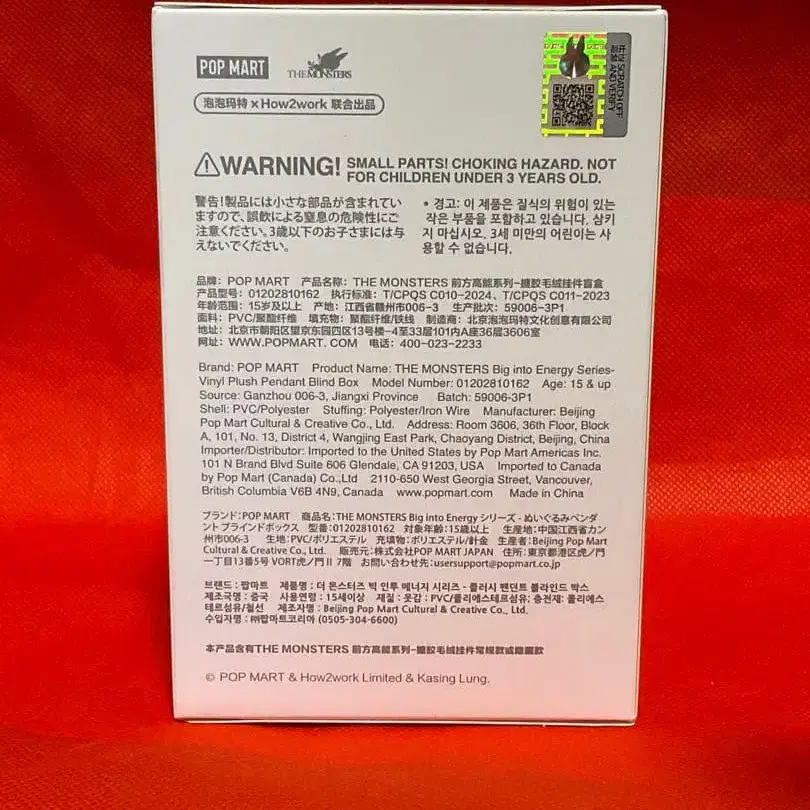 POP MART
THE MONSTERS
泡泡玛特 × How2work 联合出品
SCRATCH OFF
AND VERIFY
WARNING! SMALL PARTS! CHOKING HAZARD. NOT
FOR CHILDREN UNDER 3 YEARS OLD.
警告!製品には小さな部品が含まれてい
ますので、誤飲による窒息の危険性にご
注意ください。3歳以下のお子さまには与
えないでください。
• 경고: 이 제품은 질식의 위험이 있는
작은 부품을 포함하고 있습니다. 삼키
지 마십시오. 3세 미만의 어린이는 사
용할 수 없습니다.
品牌: POP MART 产品名称: THE MONSTERS 前方高能系列-搪胶毛绒挂件盲盒
产品型号: 01202810162 执行标准: T/CPQS C010-2024、T/CPQS C011-2023
年龄范围: 15岁及以上 产地: 江西省赣州市006-3 生产批次: 59006-3P1
面料: PVC/聚酯纤维 填充物: 聚酯纤维/铁线 制造商: 北京泡泡玛特文化创意有限公司
地址: 北京市朝阳区望京东园四区13号楼-4至33层101内A座36层3606室
网址: WWW.POPMART. COM 电话: 400-023-2233
Brand: POP MART Product Name: THE MONSTERS Big into Energy Series-
Vinyl Plush Pendant Blind Box Model Number: 01202810162 Age: 15 & up
Source: Ganzhou 006-3, Jiangxi Province Batch: 59006-3P1
Shell: PVC/Polyester Stuffing: Polyester/Iron Wire Manufacturer: Beijing
Pop Mart Cultural & Creative Co., Ltd. Address: Room 3606, 36th Floor, Block
A, 101, No. 13, District 4, Wangjing East Park, Chaoyang District, Beijing, China
Importer/Distributor: Imported to the United States by Pop Mart Americas Inc.
101 N Brand Blvd Suite 606 Glendale, CA 91203, USA Imported to Canada
by Pop Mart (Canada) Co.,Ltd 2110-650 West Georgia Street, Vancouver,
British Columbia V6B 4N9, Canada www.popmart.com Made in China
ブランド:POP MART 商品名:THE MONSTERS Big into Energy シリーズ - ぬいぐるみペンダ
ント ブラインドボックス 型番:01202810162 対象年齢:15歳以上 生産地:中国江西省カン
州市006-3 生地:PVC/ポリエステル 充填物:ポリエステル/針金 生産者:Beijing Pop Mart
Cultural & Creative Co., Ltd. 販売元:株式会社POP MART JAPAN 住所:東京都港区虎ノ門
一丁目13番5号 VORT虎ノ門 II 7階 お問い合わせ先:usersupport@popmart.co.jp
브랜드 : 팝마트 제품명 : 더 몬스터즈 빅 인투 에너지 시리즈 - 플러시 펜던트 블라인드 박스
제조국명 : 중국 사용연령 : 15세이상 재질 : 옷감 ; PVC/폴리에스테르섬유; 충전재: 폴리에스
테르섬유/철선 제조자명 : Beijing Pop Mart Cultural & Creative Co., Ltd.
수입자명 : ㈜팝마트코리아 (0505-304-6600)
本产品含有THE MONSTERS 前方高能系列-搪胶毛绒挂件常规款或隐藏款
© POP MART & How2work Limited & Kasing Lung.